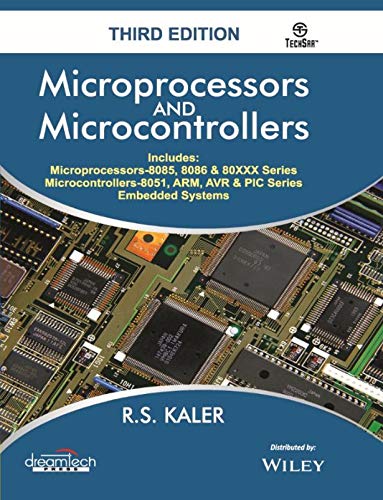 THIRD EDITION
TECHSAR™
Microprocessors
AND
Microcontrollers
Includes:
Microprocessors-8085, 8086 & 80XXX Series
Microcontrollers-8051, ARM, AVR & PIC Series
Embedded Systems
R.S. KALER
dreamtech
PRESS
Distributed by:
WILEY